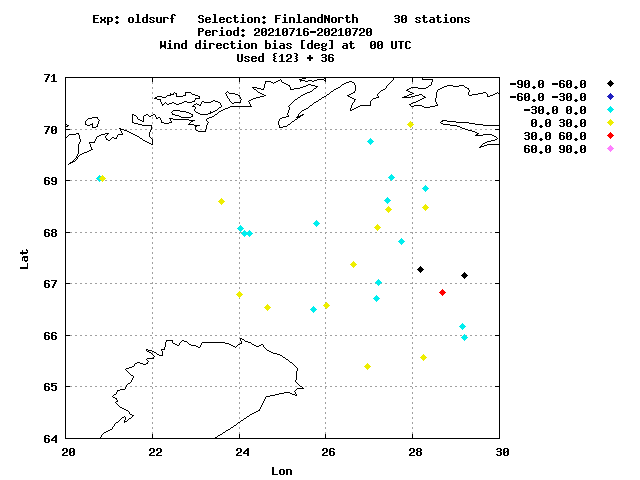 Exp: oldsurf   Selection: FinlandNorth     30 stations
Period: 20210716-20210720
Wind direction bias [deg] at  00 UTC
Used {12} + 36
-90.0 -60.0
-60.0 -30.0
-30.0 0.0
0.0 30.0
30.0 60.0
60.0 90.0
71
70
69
68
67
66
65
64
Lat
20 22 24 26 28 30
Lon